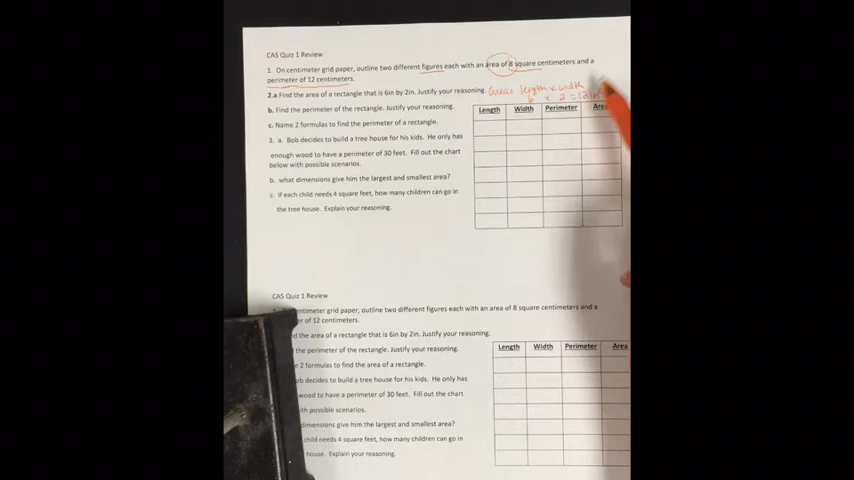 CAS Quiz 1 Review
1. On centimeter grid paper, outline two different figures each with an area of 8 square centimeters and a
perimeter of 12 centimeters.
2.a.Find the area of a rectangle that is 6in by 2in. Justify your reasoning. area= length x width
6 x 2 = 12
b. Find the perimeter of the rectangle. Justify your reasoning.
c. Name 2 formulas to find the perimeter of a rectangle.
3. a. Bob decides to build a tree house for his kids. He only has
enough wood to have a perimeter of 30 feet. Fill out the chart
below with possible scenarios.
b. what dimensions give him the largest and smallest area?
c. If each child needs 4 square feet, how many children can go in
the tree house. Explain your reasoning.
Length Width Perimeter Area
CAS Quiz 1 Review
centimeter grid paper, outline two different figures each with an area of 8 square centimeters and a
of 12 centimeters.
the area of a rectangle that is 6in by 2in. Justify your reasoning.
the perimeter of the rectangle. Justify your reasoning.
2 formulas to find the area of a rectangle.
decides to build a tree house for his kids. He only has
wood to have a perimeter of 30 feet. Fill out the chart
with possible scenarios.
dimensions give him the largest and smallest area?
child needs 4 square feet, how many children can go in
house. Explain your reasoning.
Length Width Perimeter Area